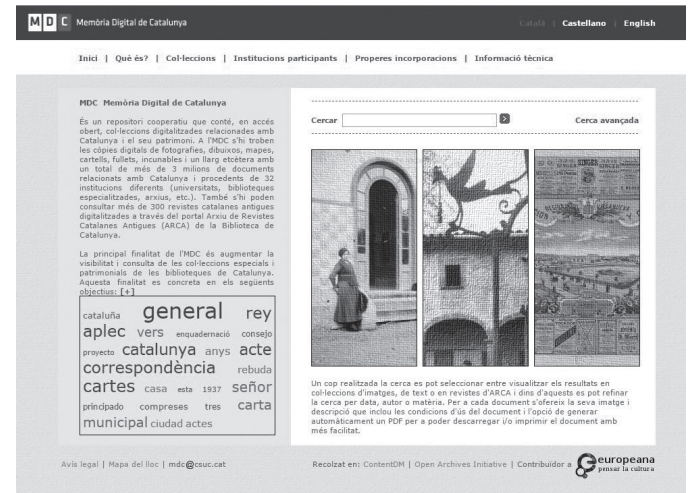 MDC Memòria Digital de Catalunya
Català | Castellano | English
Inici | Què és? | Col·leccions | Institucions participants | Properes incorporacions | Informació tècnica
MDC Memòria Digital de Catalunya
És un repositori cooperatiu que conté, en accés
obert, col·leccions digitalitzades relacionades amb
Catalunya i el seu patrimoni. A l'MDC s'hi troben
les còpies digitals de fotografies, dibuixos, mapes,
cartells, fullets, incunables i un llarg etcètera amb
un total de més de 3 milions de documents
relacionats amb Catalunya i procedents de 32
institucions diferents (universitats, biblioteques
especialitzades, arxius, etc.). També s'hi poden
consultar més de 300 revistes catalanes antigues
digitalitzades a través del portal Arxiu de Revistes
Catalanes Antigues (ARCA) de la Biblioteca de
Catalunya.
La principal finalitat de l'MDC és augmentar la
visibilitat i consulta de les col·leccions especials i
patrimonials de les biblioteques de Catalunya.
Aquesta finalitat es concreta en els següents
objectius: [+]
cataluña general rey
aplec vers enquadernació consejo
proyecto catalunya anys acte
correspondència rebuda
cartes casa esta 1937 señor
principado compreses tres carta
municipal ciudad actes
Cercar
Cerca avançada
SINGER
Un cop realitzada la cerca es pot seleccionar entre visualitzar els resultats en
col·leccions d'imatges, de text o en revistes d'ARCA i dins d'aquests es pot refinar
la cerca per data, autor o matèria. Per a cada document s'ofereix la seva imatge i
descripció que inclou les condicions d'ús del document i l'opció de generar
automàticament un PDF per a poder descarregar i/o imprimir el document amb
més facilitat.
Avís legal | Mapa del lloc | mdc@csuc.cat
Recolzat en: ContentDM | Open Archives Initiative | Contribuïdor a
europeana
pensar la cultura